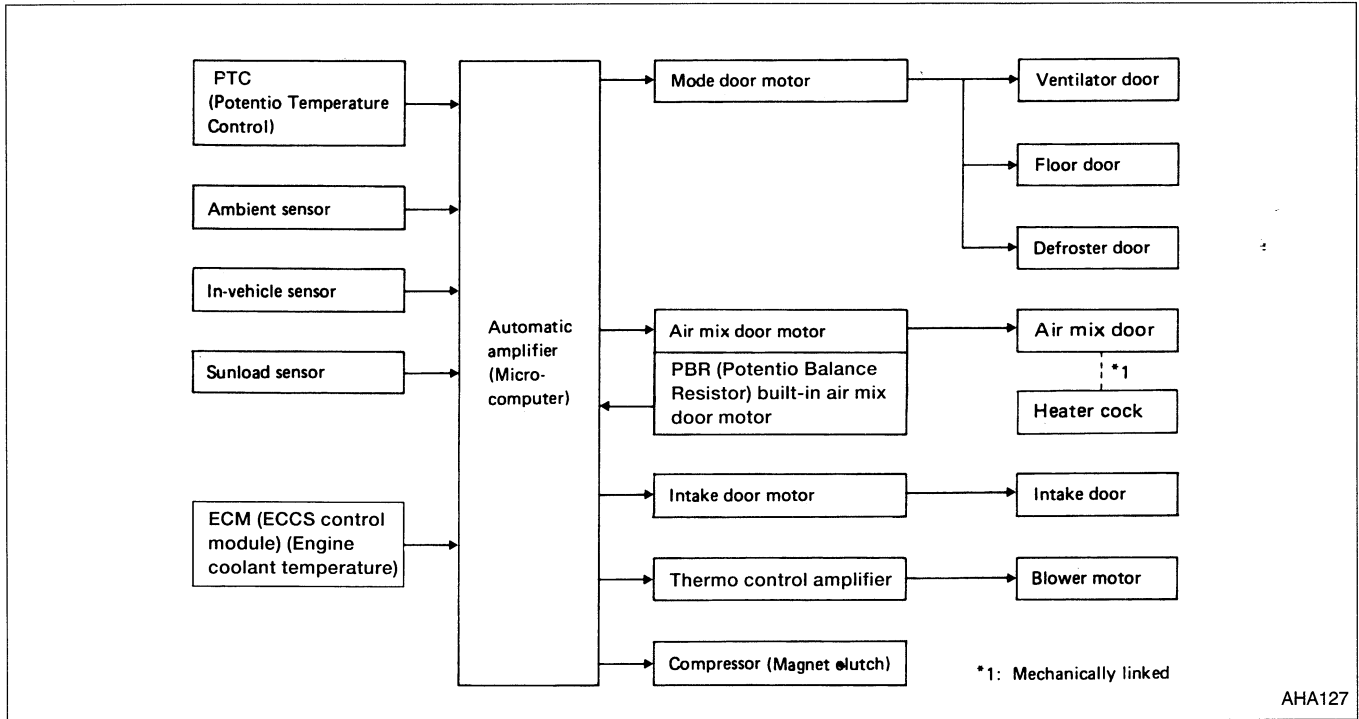 PTC
(Potentio Temperature
Control)
Ambient sensor
In-vehicle sensor
Sunload sensor
ECM (ECCS control
module) (Engine
coolant temperature)
Automatic
amplifier
(Micro-
computer)
Mode door motor
Air mix door motor
PBR (Potentio Balance
Resistor) built-in air mix
door motor
Intake door motor
Thermo control amplifier
Compressor (Magnet clutch)
Ventilator door
Floor door
Defroster door
Air mix door
*1
Heater cock
Intake door
Blower motor
*1: Mechanically linked
AHA127